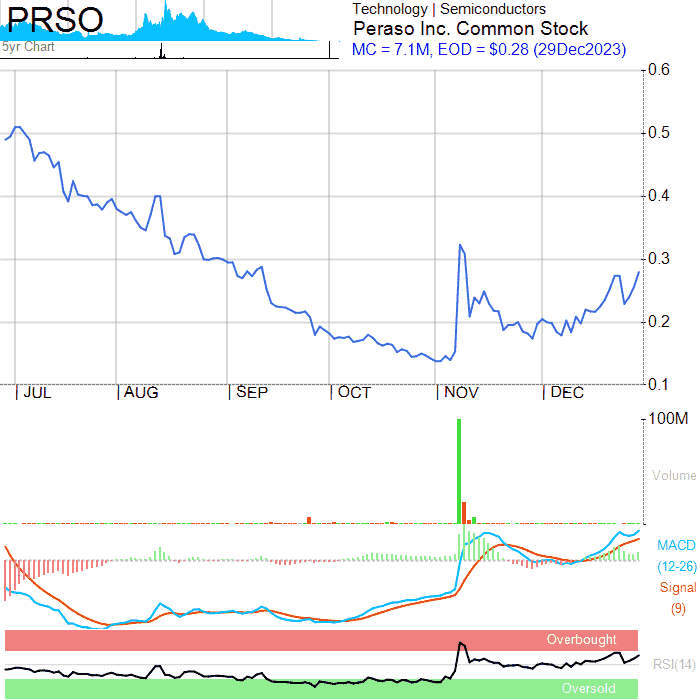 PRSO
Technology | Semiconductors
Peraso Inc. Common Stock
MC = 7.1M, EOD = $0.28 (29Dec2023)
5yr Chart
0.6
0.5
0.4
0.3
0.2
0.1
JUL AUG SEP OCT NOV DEC
100M
Volume
MACD
(12-26)
Signal
(9)
Overbought
RSI(14)
Oversold